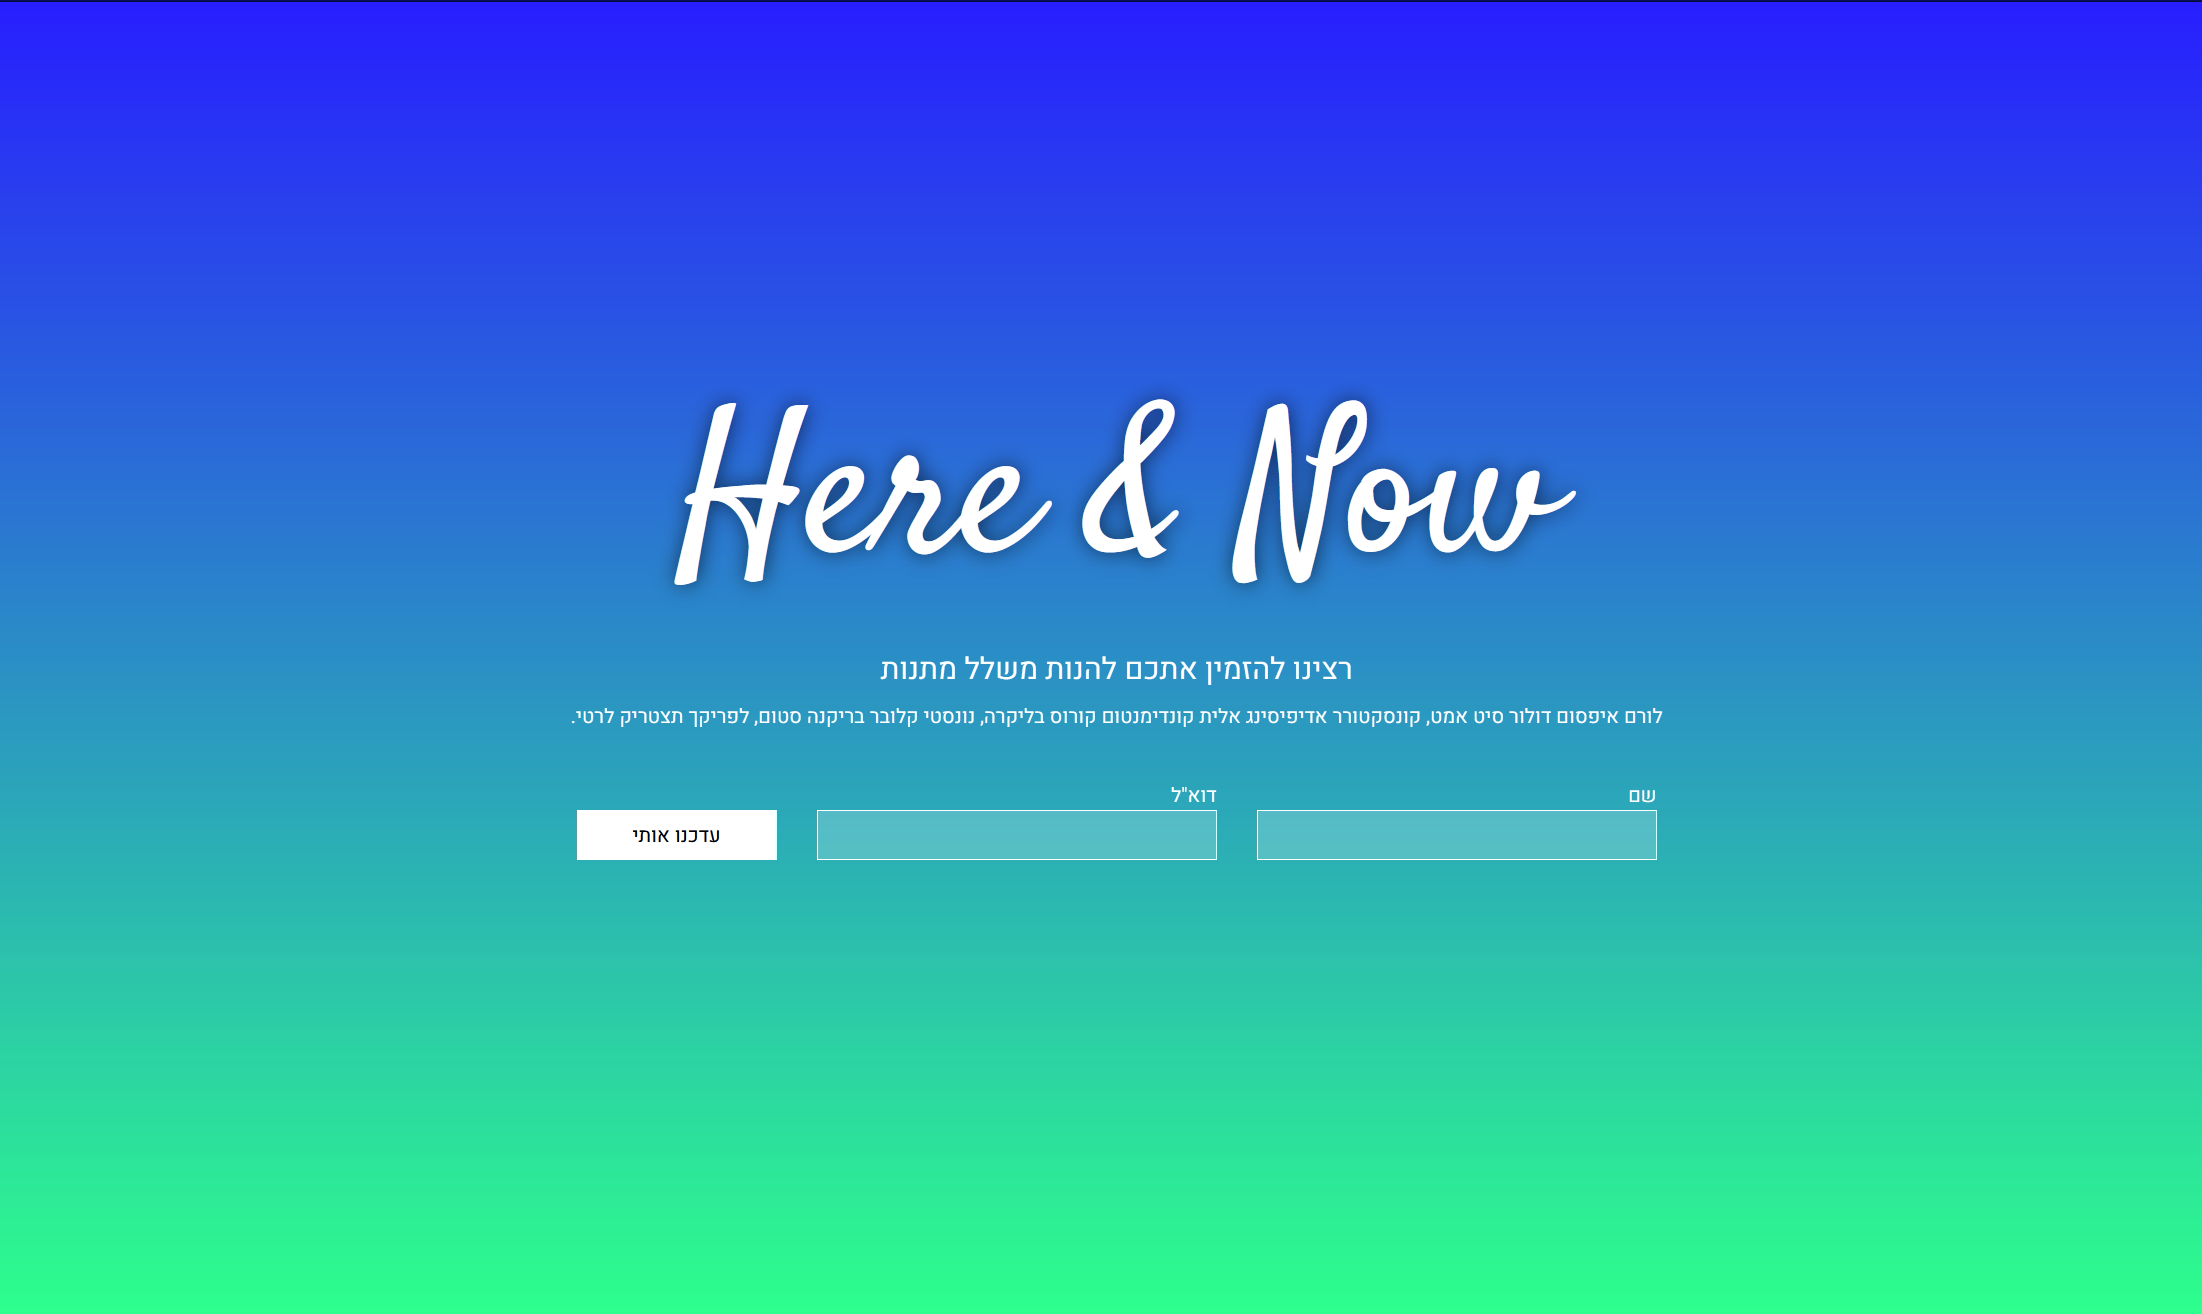 Here & Now
רצינו להזמין אתכם להנות משלל מתנות
לורם איפסום דולור סיט אמט, קונסקטורר אדיפיסינג אלית קונדימנטום קורוס בליקרה, נונסטי קלובר בריקנה סטום, לפריקך תצטריק לרטי.
שם
דוא"ל
עדכנו אותי